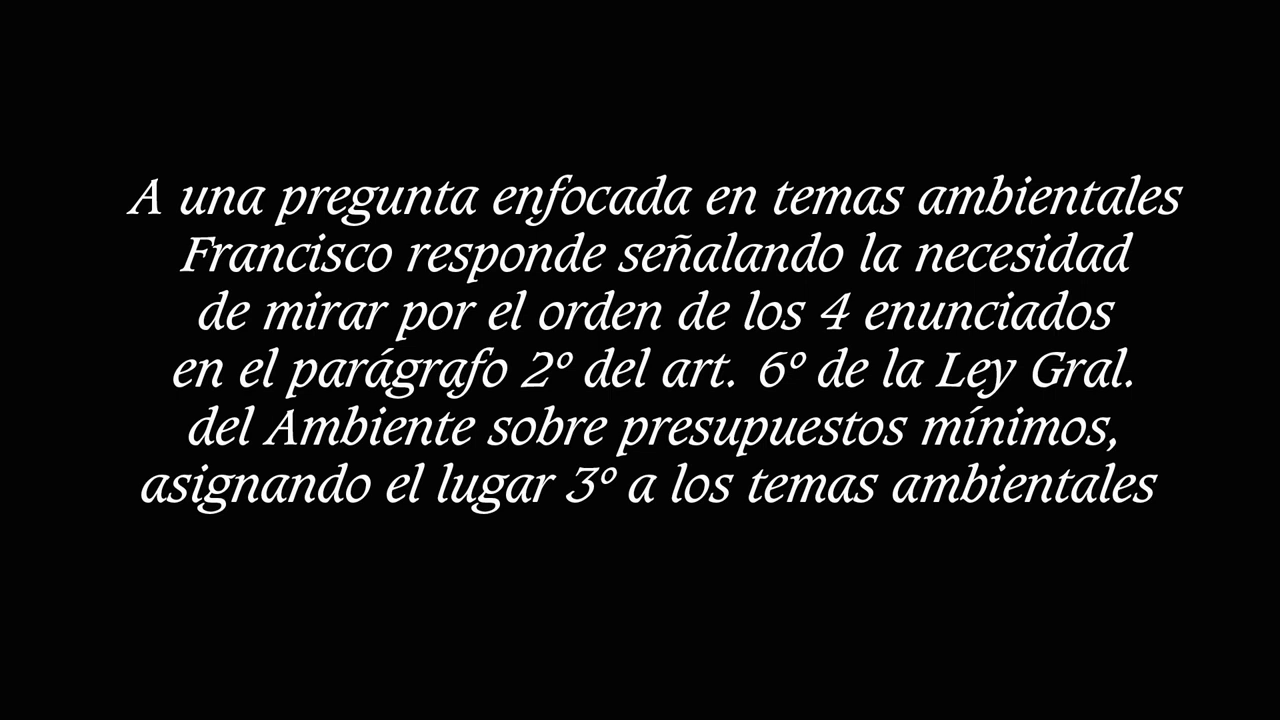 A una pregunta enfocada en temas ambientales
Francisco responde señalando la necesidad
de mirar por el orden de los 4 enunciados
en el parágrafo 2º del art. 6º de la Ley Gral.
del Ambiente sobre presupuestos mínimos,
asignando el lugar 3º a los temas ambientales